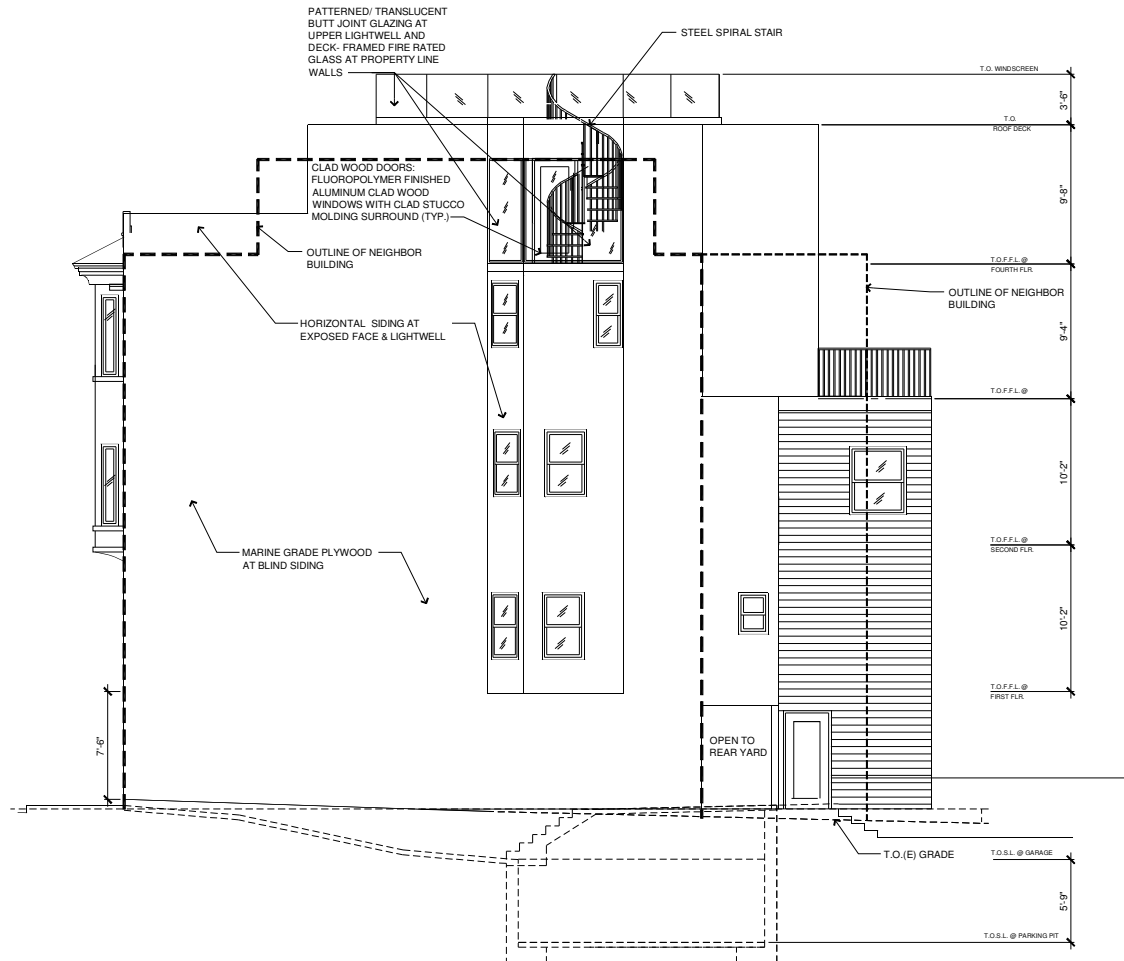 PATTERNED/ TRANSLUCENT
BUTT JOINT GLAZING AT
UPPER LIGHTWELL AND
DECK- FRAMED FIRE RATED
GLASS AT PROPERTY LINE
WALLS
STEEL SPIRAL STAIR
T.O. WINDSCREEN
3'-6"
T.O.
ROOF DECK
CLAD WOOD DOORS:
FLUOROPOLYMER FINISHED
ALUMINUM CLAD WOOD
WINDOWS WITH CLAD STUCCO
MOLDING SURROUND (TYP.)
9'-8"
OUTLINE OF NEIGHBOR
BUILDING
T.O.F.F.L. @
FOURTH FLR.
OUTLINE OF NEIGHBOR
BUILDING
HORIZONTAL SIDING AT
EXPOSED FACE & LIGHTWELL
9'-4"
T.O.F.F.L. @
10'-2"
MARINE GRADE PLYWOOD
AT BLIND SIDING
T.O.F.F.L. @
SECOND FLR.
10'-2"
T.O.F.F.L. @
FIRST FLR.
7'-6"
OPEN TO
REAR YARD
T.O.(E) GRADE
T.O.S.L. @ GARAGE
5'-9"
T.O.S.L. @ PARKING PIT